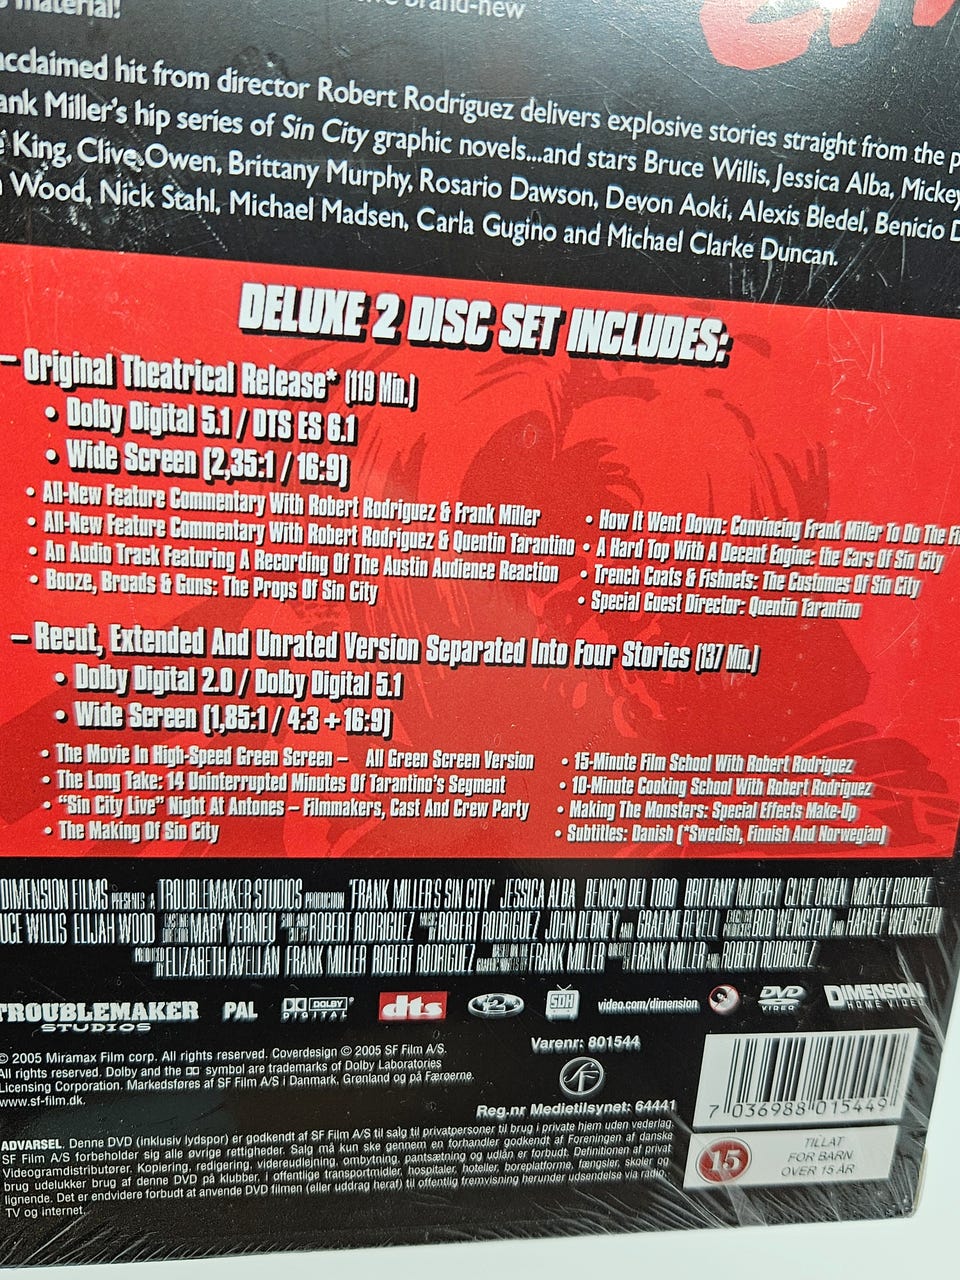 material!
brand-new
acclaimed hit from director Robert Rodriguez delivers explosive stories straight from the p
ank Miller's hip series of Sin City graphic novels...and stars Bruce Willis, Jessica Alba, Mickey
King, Clive Owen, Brittany Murphy, Rosario Dawson, Devon Aoki, Alexis Bledel, Benicio D
Wood, Nick Stahl, Michael Madsen, Carla Gugino and Michael Clarke Duncan.
DELUXE 2 DISC SET INCLUDES:
– Original Theatrical Release* (119 Min.)
• Dolby Digital 5.1 / DTS ES 6.1
• Wide Screen (2,35:1 / 16:9)
• All-New Feature Commentary With Robert Rodriguez & Frank Miller
• All-New Feature Commentary With Robert Rodriguez & Quentin Tarantino
• An Audio Track Featuring A Recording Of The Austin Audience Reaction
• Booze, Broads & Guns: The Props Of Sin City
• How It Went Down: Convincing Frank Miller To Do The Fi
• A Hard Top With A Decent Engine: the Cars Of Sin City
• Trench Coats & Fishnets: The Costumes Of Sin City
• Special Guest Director: Quentin Tarantino
– Recut, Extended And Unrated Version Separated Into Four Stories (137 Min.)
• Dolby Digital 2.0 / Dolby Digital 5.1
• Wide Screen (1,85:1 / 4:3 + 16:9)
• The Movie In High-Speed Green Screen – All Green Screen Version
• The Long Take: 14 Uninterrupted Minutes Of Tarantino's Segment
• "Sin City Live" Night At Antones – Filmmakers, Cast And Crew Party
• The Making Of Sin City
• 15-Minute Film School With Robert Rodriguez
• 10-Minute Cooking School With Robert Rodriguez
• Making The Monsters: Special Effects Make-Up
• Subtitles: Danish (*Swedish, Finnish And Norwegian)
DIMENSION FILMS PRESENTS A TROUBLEMAKER STUDIOS PRODUCTION "FRANK MILLER'S SIN CITY" JESSICA ALBA BENICIO DEL TORO BRITTANY MURPHY CLIVE OWEN MICKEY ROURKE
UCE WILLIS ELIJAH WOOD MARY VERNIEU ROBERT RODRIGUEZ ROBERT RODRIGUEZ JOHN DEBNEY GRAEME REVELL BOB WEINSTEIN HARVEY WEINSTEIN
PRODUCED BY ELIZABETH AVELLAN FRANK MILLER ROBERT RODRIGUEZ FRANK MILLER FRANK MILLER ROBERT RODRIGUEZ
TROUBLEMAKER
STUDIOS
PAL
DOLBY
DIGITAL
dts
2
SDH
video.com/dimension
DVD
VIDEO
DIMENSION
HOME VIDEO
© 2005 Miramax Film corp. All rights reserved. Coverdesign © 2005 SF Film A/S.
All rights reserved. Dolby and the symbol are trademarks of Dolby Laboratories
Licensing Corporation. Markedsføres af SF Film A/S i Danmark, Grønland og på Færøerne.
www.sf-film.dk.
Varenr: 801544
SF
Reg.nr Medietilsynet: 64441
7 036988 015449
15
TILLAT
FOR BARN
OVER 15 ÅR
ADVARSEL. Denne DVD (inklusiv lydspor) er godkendt af SF Film A/S til salg til privatpersoner til brug i private hjem uden vederlag.
SF Film A/S forbeholder sig alle øvrige rettigheder. Salg må kun ske gennem en forhandler godkendt af Foreningen af danske
Videogramdistributører. Kopiering, redigering, videreudlejning, ombytning, pantsætning og udlån er forbudt. Definitionen af privat
brug udelukker brug af denne DVD på klubber, i offentlige transportmidler, hospitaler, hoteller, boreplatforme, fængsler, skoler og
lignende. Det er endvidere forbudt at anvende DVD filmen (eller uddrag heraf) til offentlig fremvisning herunder udsendelse via radio,
TV og internet.